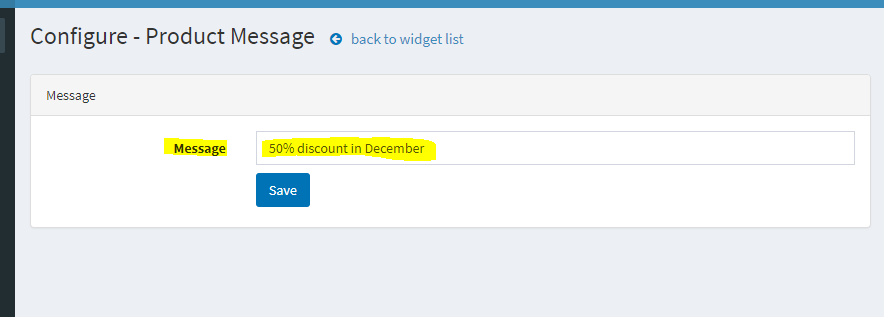 Configure - Product Message back to widget list
Message
Message 50% discount in December
Save